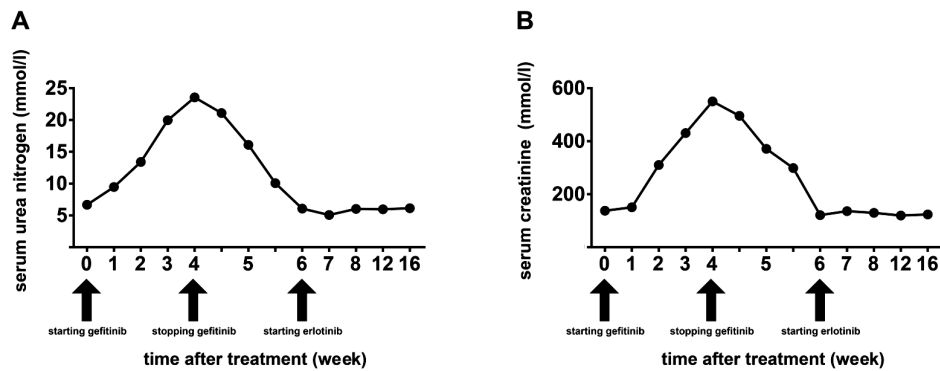 A
serum urea nitrogen (mmol/l)
25
20
15
10
5
0 1 2 3 4 5 6 7 8 12 16
starting gefitinib stopping gefitinib starting erlotinib
time after treatment (week)
B
serum creatinine (mmol/l)
600
400
200
0 1 2 3 4 5 6 7 8 12 16
starting gefitinib stopping gefitinib starting erlotinib
time after treatment (week)